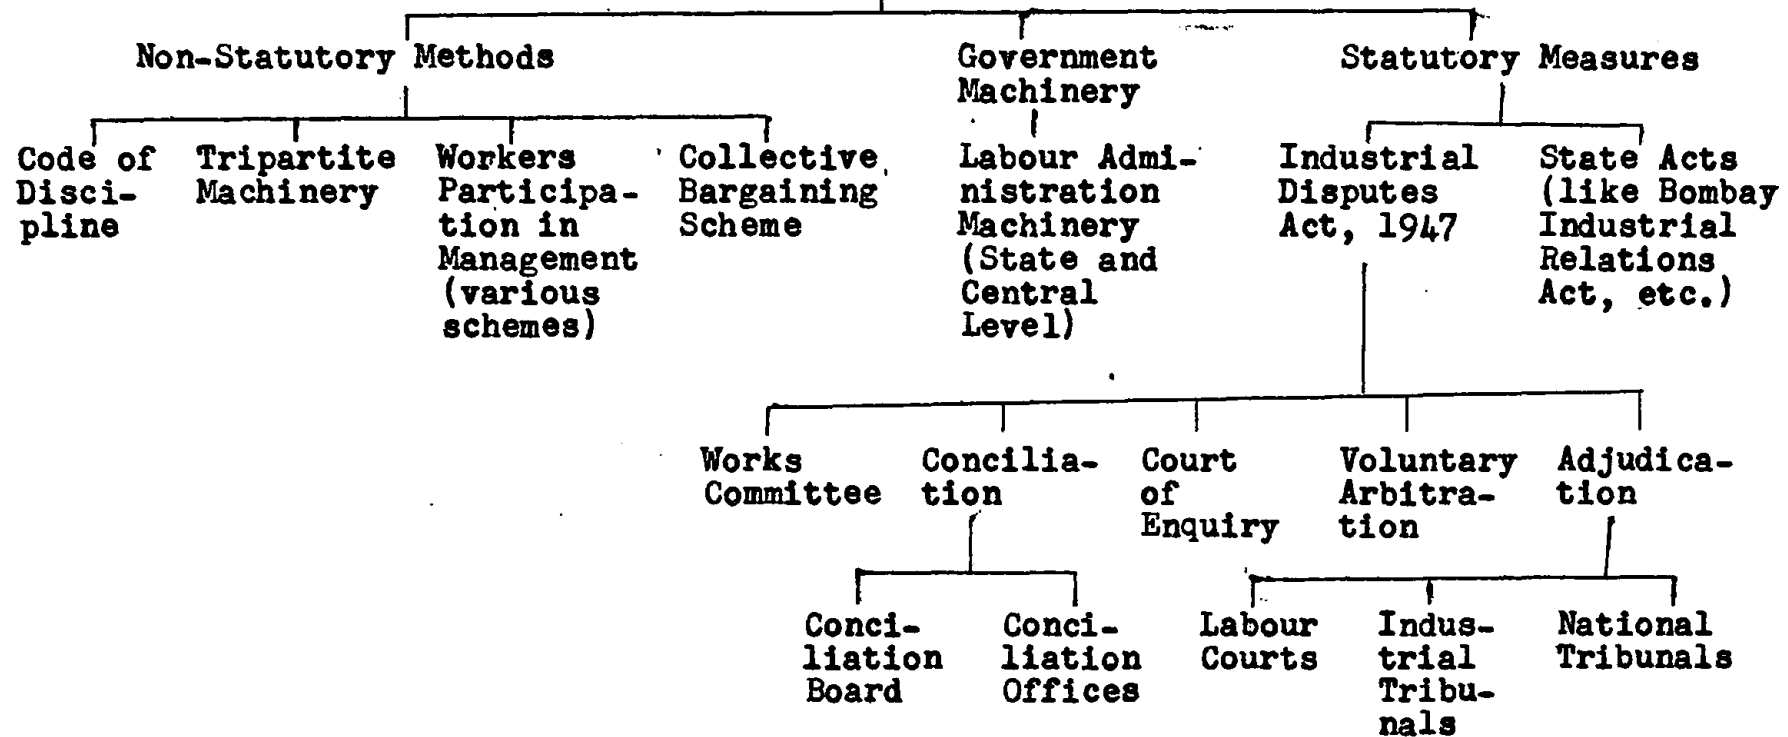 Non-Statutory Methods
Government
Machinery
Statutory Measures
Code of
Disci-
pline
Tripartite
Machinery
Workers
Participa-
tion in
Management
(various
schemes)
Collective
Bargaining
Scheme
Labour Admi-
nistration
Machinery
(State and
Central
Level)
Industrial
Disputes
Act, 1947
State Acts
(like Bombay
Industrial
Relations
Act, etc.)
Works
Committee
Concilia-
tion
Court
of
Enquiry
Voluntary
Arbitra-
tion
Adjudica-
tion
Conci-
liation
Board
Conci-
liation
Offices
Labour
Courts
Indus-
trial
Tribu-
nals
National
Tribunals